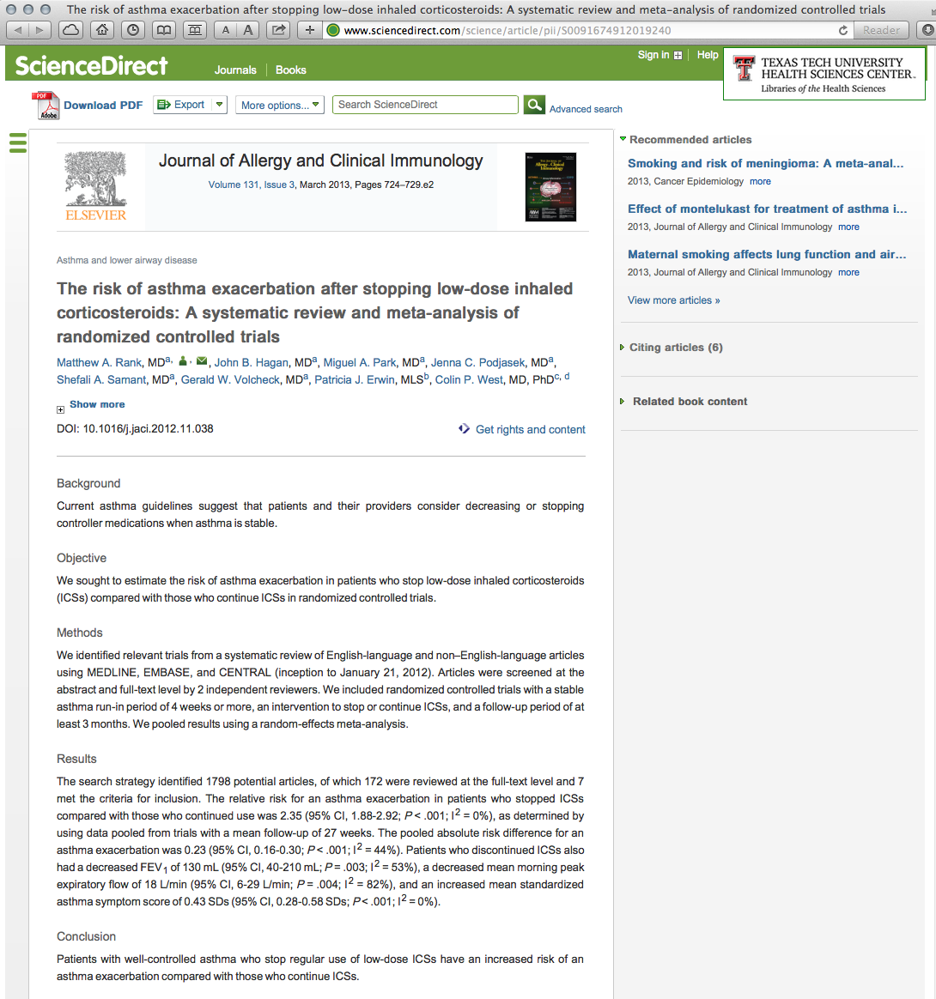 The risk of asthma exacerbation after stopping low-dose inhaled corticosteroids: A systematic review and meta-analysis of randomized controlled trials
A A + www.sciencedirect.com/science/article/pii/S0091674912019240 Reader
ScienceDirect
Journals Books
Sign in Help
TEXAS TECH UNIVERSITY
HEALTH SCIENCES CENTER™
Libraries of the Health Sciences
PDF
Adobe
Download PDF Export More options... Search ScienceDirect Advanced search
ELSEVIER
Journal of Allergy and Clinical Immunology
Volume 131, Issue 3, March 2013, Pages 724–729.e2
Asthma and lower airway disease
The risk of asthma exacerbation after stopping low-dose inhaled
corticosteroids: A systematic review and meta-analysis of
randomized controlled trials
Matthew A. Rank, MDa, , John B. Hagan, MDa, Miguel A. Park, MDa, Jenna C. Podjasek, MDa,
Shefali A. Samant, MDa, Gerald W. Volcheck, MDa, Patricia J. Erwin, MLSb, Colin P. West, MD, PhDc, d
Show more
DOI: 10.1016/j.jaci.2012.11.038
Get rights and content
Background
Current asthma guidelines suggest that patients and their providers consider decreasing or stopping
controller medications when asthma is stable.
Objective
We sought to estimate the risk of asthma exacerbation in patients who stop low-dose inhaled corticosteroids
(ICSs) compared with those who continue ICSs in randomized controlled trials.
Methods
We identified relevant trials from a systematic review of English-language and non–English-language articles
using MEDLINE, EMBASE, and CENTRAL (inception to January 21, 2012). Articles were screened at the
abstract and full-text level by 2 independent reviewers. We included randomized controlled trials with a stable
asthma run-in period of 4 weeks or more, an intervention to stop or continue ICSs, and a follow-up period of at
least 3 months. We pooled results using a random-effects meta-analysis.
Results
The search strategy identified 1798 potential articles, of which 172 were reviewed at the full-text level and 7
met the criteria for inclusion. The relative risk for an asthma exacerbation in patients who stopped ICSs
compared with those who continued use was 2.35 (95% CI, 1.88-2.92; P < .001; I2 = 0%), as determined by
using data pooled from trials with a mean follow-up of 27 weeks. The pooled absolute risk difference for an
asthma exacerbation was 0.23 (95% CI, 0.16-0.30; P < .001; I2 = 44%). Patients who discontinued ICSs also
had a decreased FEV1 of 130 mL (95% CI, 40-210 mL; P = .003; I2 = 53%), a decreased mean morning peak
expiratory flow of 18 L/min (95% CI, 6-29 L/min; P = .004; I2 = 82%), and an increased mean standardized
asthma symptom score of 0.43 SDs (95% CI, 0.28-0.58 SDs; P < .001; I2 = 0%).
Conclusion
Patients with well-controlled asthma who stop regular use of low-dose ICSs have an increased risk of an
asthma exacerbation compared with those who continue ICSs.
Recommended articles
Smoking and risk of meningioma: A meta-anal...
2013, Cancer Epidemiology more
Effect of montelukast for treatment of asthma i...
2013, Journal of Allergy and Clinical Immunology more
Maternal smoking affects lung function and air...
2013, Journal of Allergy and Clinical Immunology more
View more articles »
Citing articles (6)
Related book content